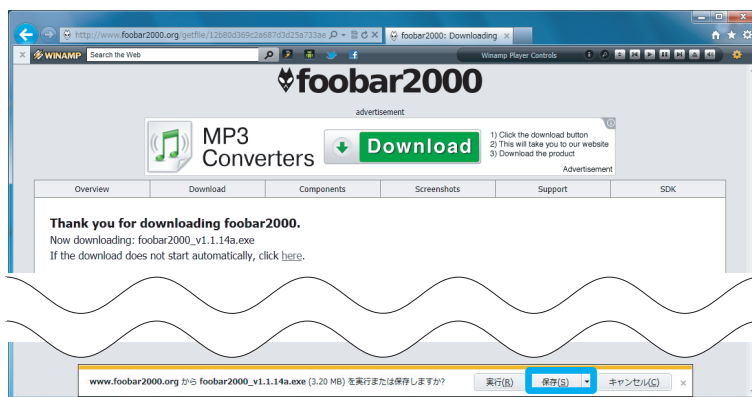 http://www.foobar2000.org/getfile/12b80d369c2a687d3d25a733ae
foobar2000: Downloading
WINAMP
Search the Web
Winamp Player Controls
foobar2000
advertisement
MP3
Converters
Download
1) Click the download button
2) This will take you to our website
3) Download the product
Advertisement
Overview
Download
Components
Screenshots
Support
SDK
Thank you for downloading foobar2000.
Now downloading: foobar2000_v1.1.14a.exe
If the download does not start automatically, click here.
www.foobar2000.org から foobar2000_v1.1.14a.exe (3.20 MB) を実行または保存しますか?
実行(R)
保存(S)
キャンセル(C)